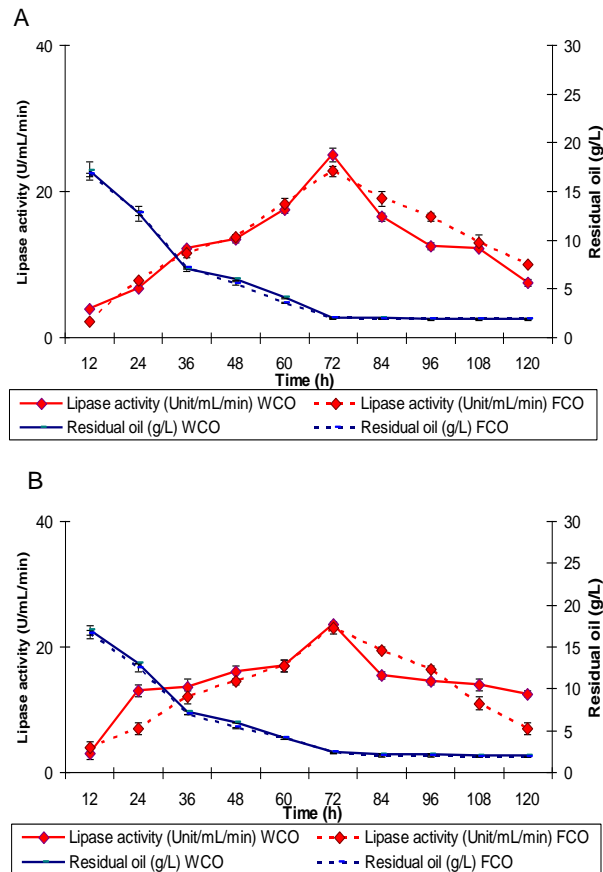 A
40
20
0
Lipase activity (U/mL/min)
30
25
20
15
10
5
0
Residual oil (g/L)
12 24 36 48 60 72 84 96 108 120
Time (h)
Lipase activity (Unit/mL/min) WCO Lipase activity (Unit/mL/min) FCO
Residual oil (g/L) WCO Residual oil (g/L) FCO
B
40
20
0
Lipase activity (U/mL/min)
30
25
20
15
10
5
0
Residual oil (g/L)
12 24 36 48 60 72 84 96 108 120
Time (h)
Lipase activity (Unit/mL/min) WCO Lipase activity (Unit/mL/min) FCO
Residual oil (g/L) WCO Residual oil (g/L) FCO